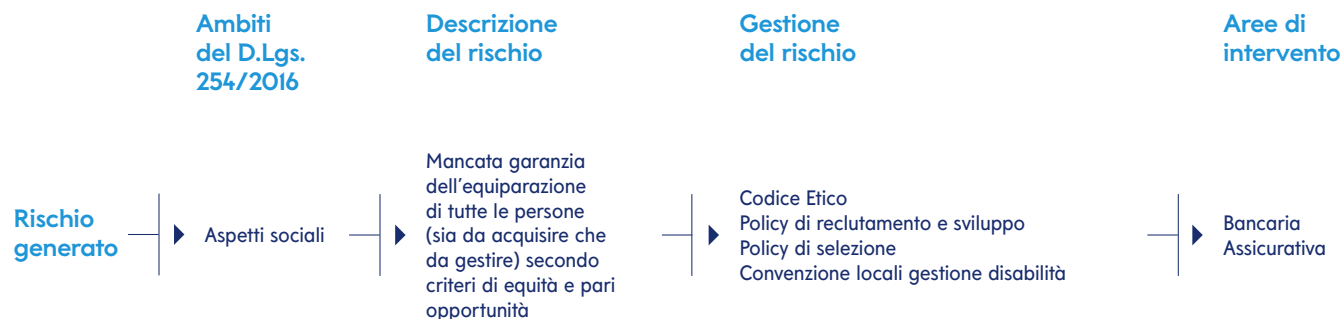 Ambiti
del D.Lgs.
254/2016
Descrizione
del rischio
Gestione
del rischio
Aree di
intervento
Rischio
generato
Aspetti sociali
Mancata garanzia
dell'equiparazione
di tutte le persone
(sia da acquisire che
da gestire) secondo
criteri di equità e pari
opportunità
Codice Etico
Policy di reclutamento e sviluppo
Policy di selezione
Convenzione locali gestione disabilità
Bancaria
Assicurativa